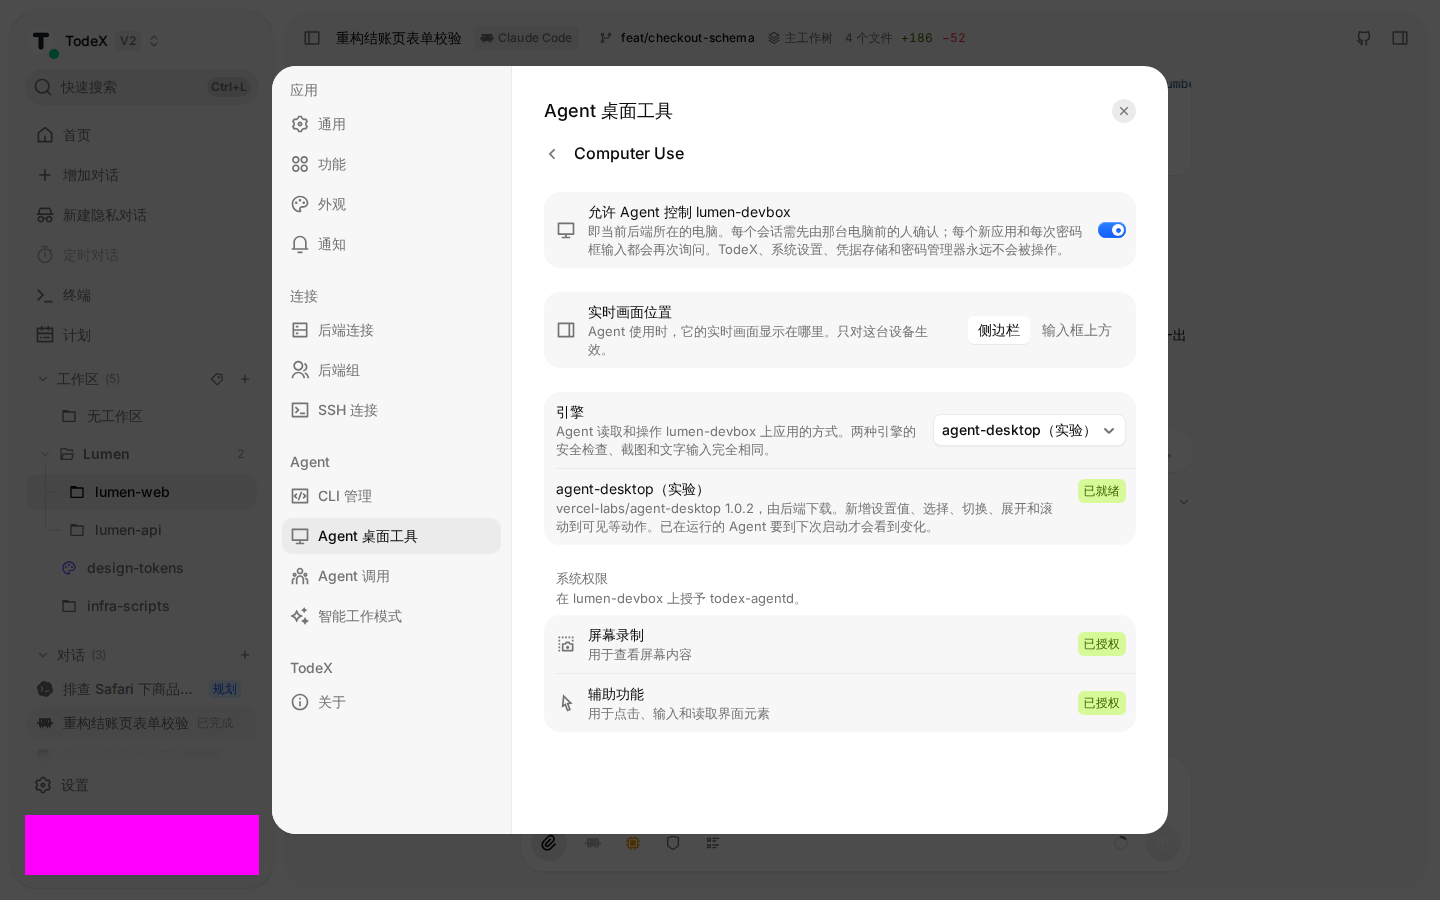 TodeX V2
快速搜索 Ctrl+L
首页
增加对话
新建隐私对话
定时对话
终端
计划
工作区 (5)
无工作区
Lumen 2
lumen-web
lumen-api
design-tokens
infra-scripts
对话 (3)
排查 Safari 下商品... 规划
重构结账页表单校验 已完成
设置
重构结账页表单校验 Claude Code feat/checkout-schema 主工作树 4 个文件 +186 −52
应用
通用
功能
外观
通知
连接
后端连接
后端组
SSH 连接
Agent
CLI 管理
Agent 桌面工具
Agent 调用
智能工作模式
TodeX
关于
Agent 桌面工具
Computer Use
允许 Agent 控制 lumen-devbox
即当前后端所在的电脑。每个会话需先由那台电脑前的人确认；每个新应用和每次密码
框输入都会再次询问。TodeX、系统设置、凭据存储和密码管理器永远不会被操作。
实时画面位置
Agent 使用时，它的实时画面显示在哪里。只对这台设备生
效。
侧边栏 输入框上方
引擎
Agent 读取和操作 lumen-devbox 上应用的方式。两种引擎的
安全检查、截图和文字输入完全相同。
agent-desktop（实验）
agent-desktop（实验）
已就绪
vercel-labs/agent-desktop 1.0.2，由后端下载。新增设置值、选择、切换、展开和滚
动到可见等动作。已在运行的 Agent 要到下次启动才会看到变化。
系统权限
在 lumen-devbox 上授予 todex-agentd。
屏幕录制
用于查看屏幕内容
已授权
辅助功能
用于点击、输入和读取界面元素
已授权